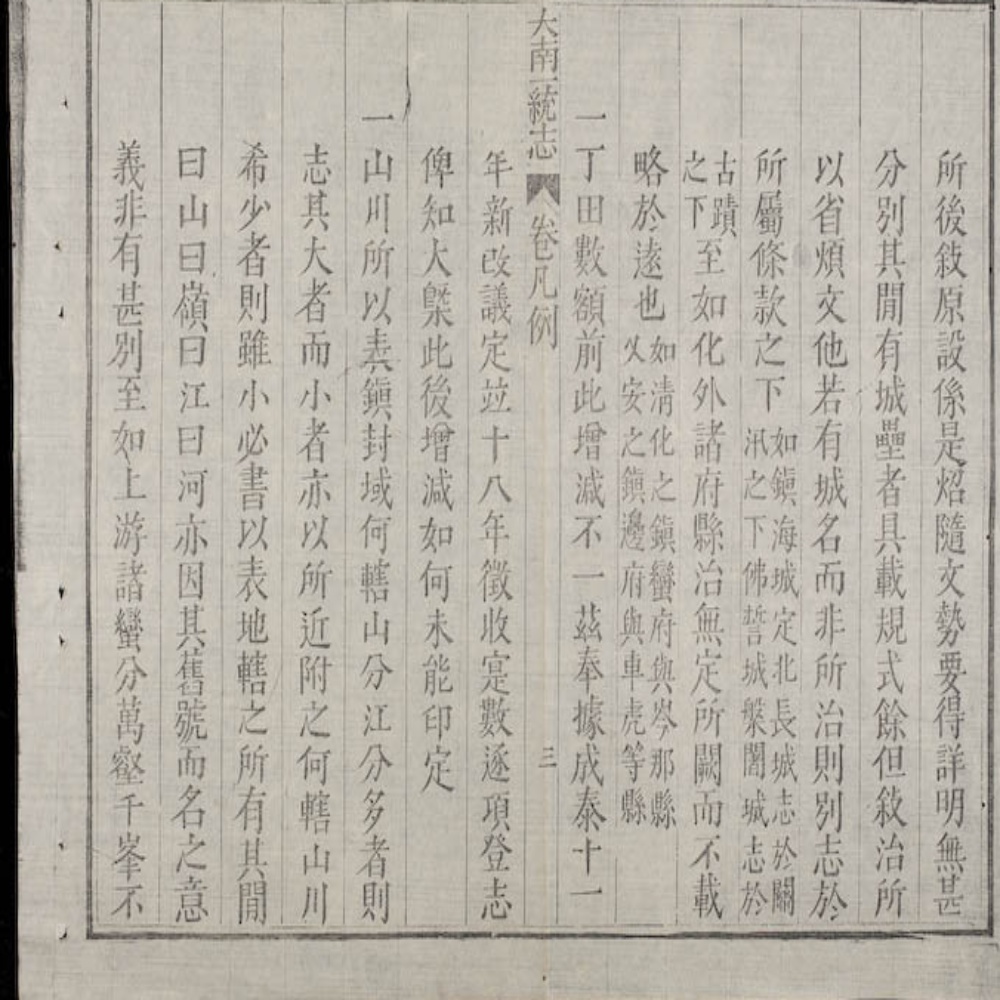 所後敍原設係是炤隨文勢要得詳明無甚
分別其間有城壘者具載規式餘但敍治所
以省煩文他若有城名而非所治則別志於
所屬條款之下如鎭海城定北長城志於關
汛之下佛誓城槃闍城志於
古蹟
之下至如化外諸府縣治無定所闕而不載
略於遠也如清化之鎭蠻府與岑那縣
乂安之鎭邊府與車虎等縣
一丁田數額前此增減不一茲奉據成泰十一
大南一統志 卷凡例 三
年新改議定竝十八年徵收寔數逐項登志
俾知大槩此後增減如何未能印定
一山川所以表鎭封域何轄山分江分多者則
志其大者而小者亦以所近附之何轄山川
希少者則雖小必書以表地轄之所有其間
曰山曰嶺曰江曰河亦因其舊號而名之意
義非有甚別至如上游諸蠻分萬壑千峯不